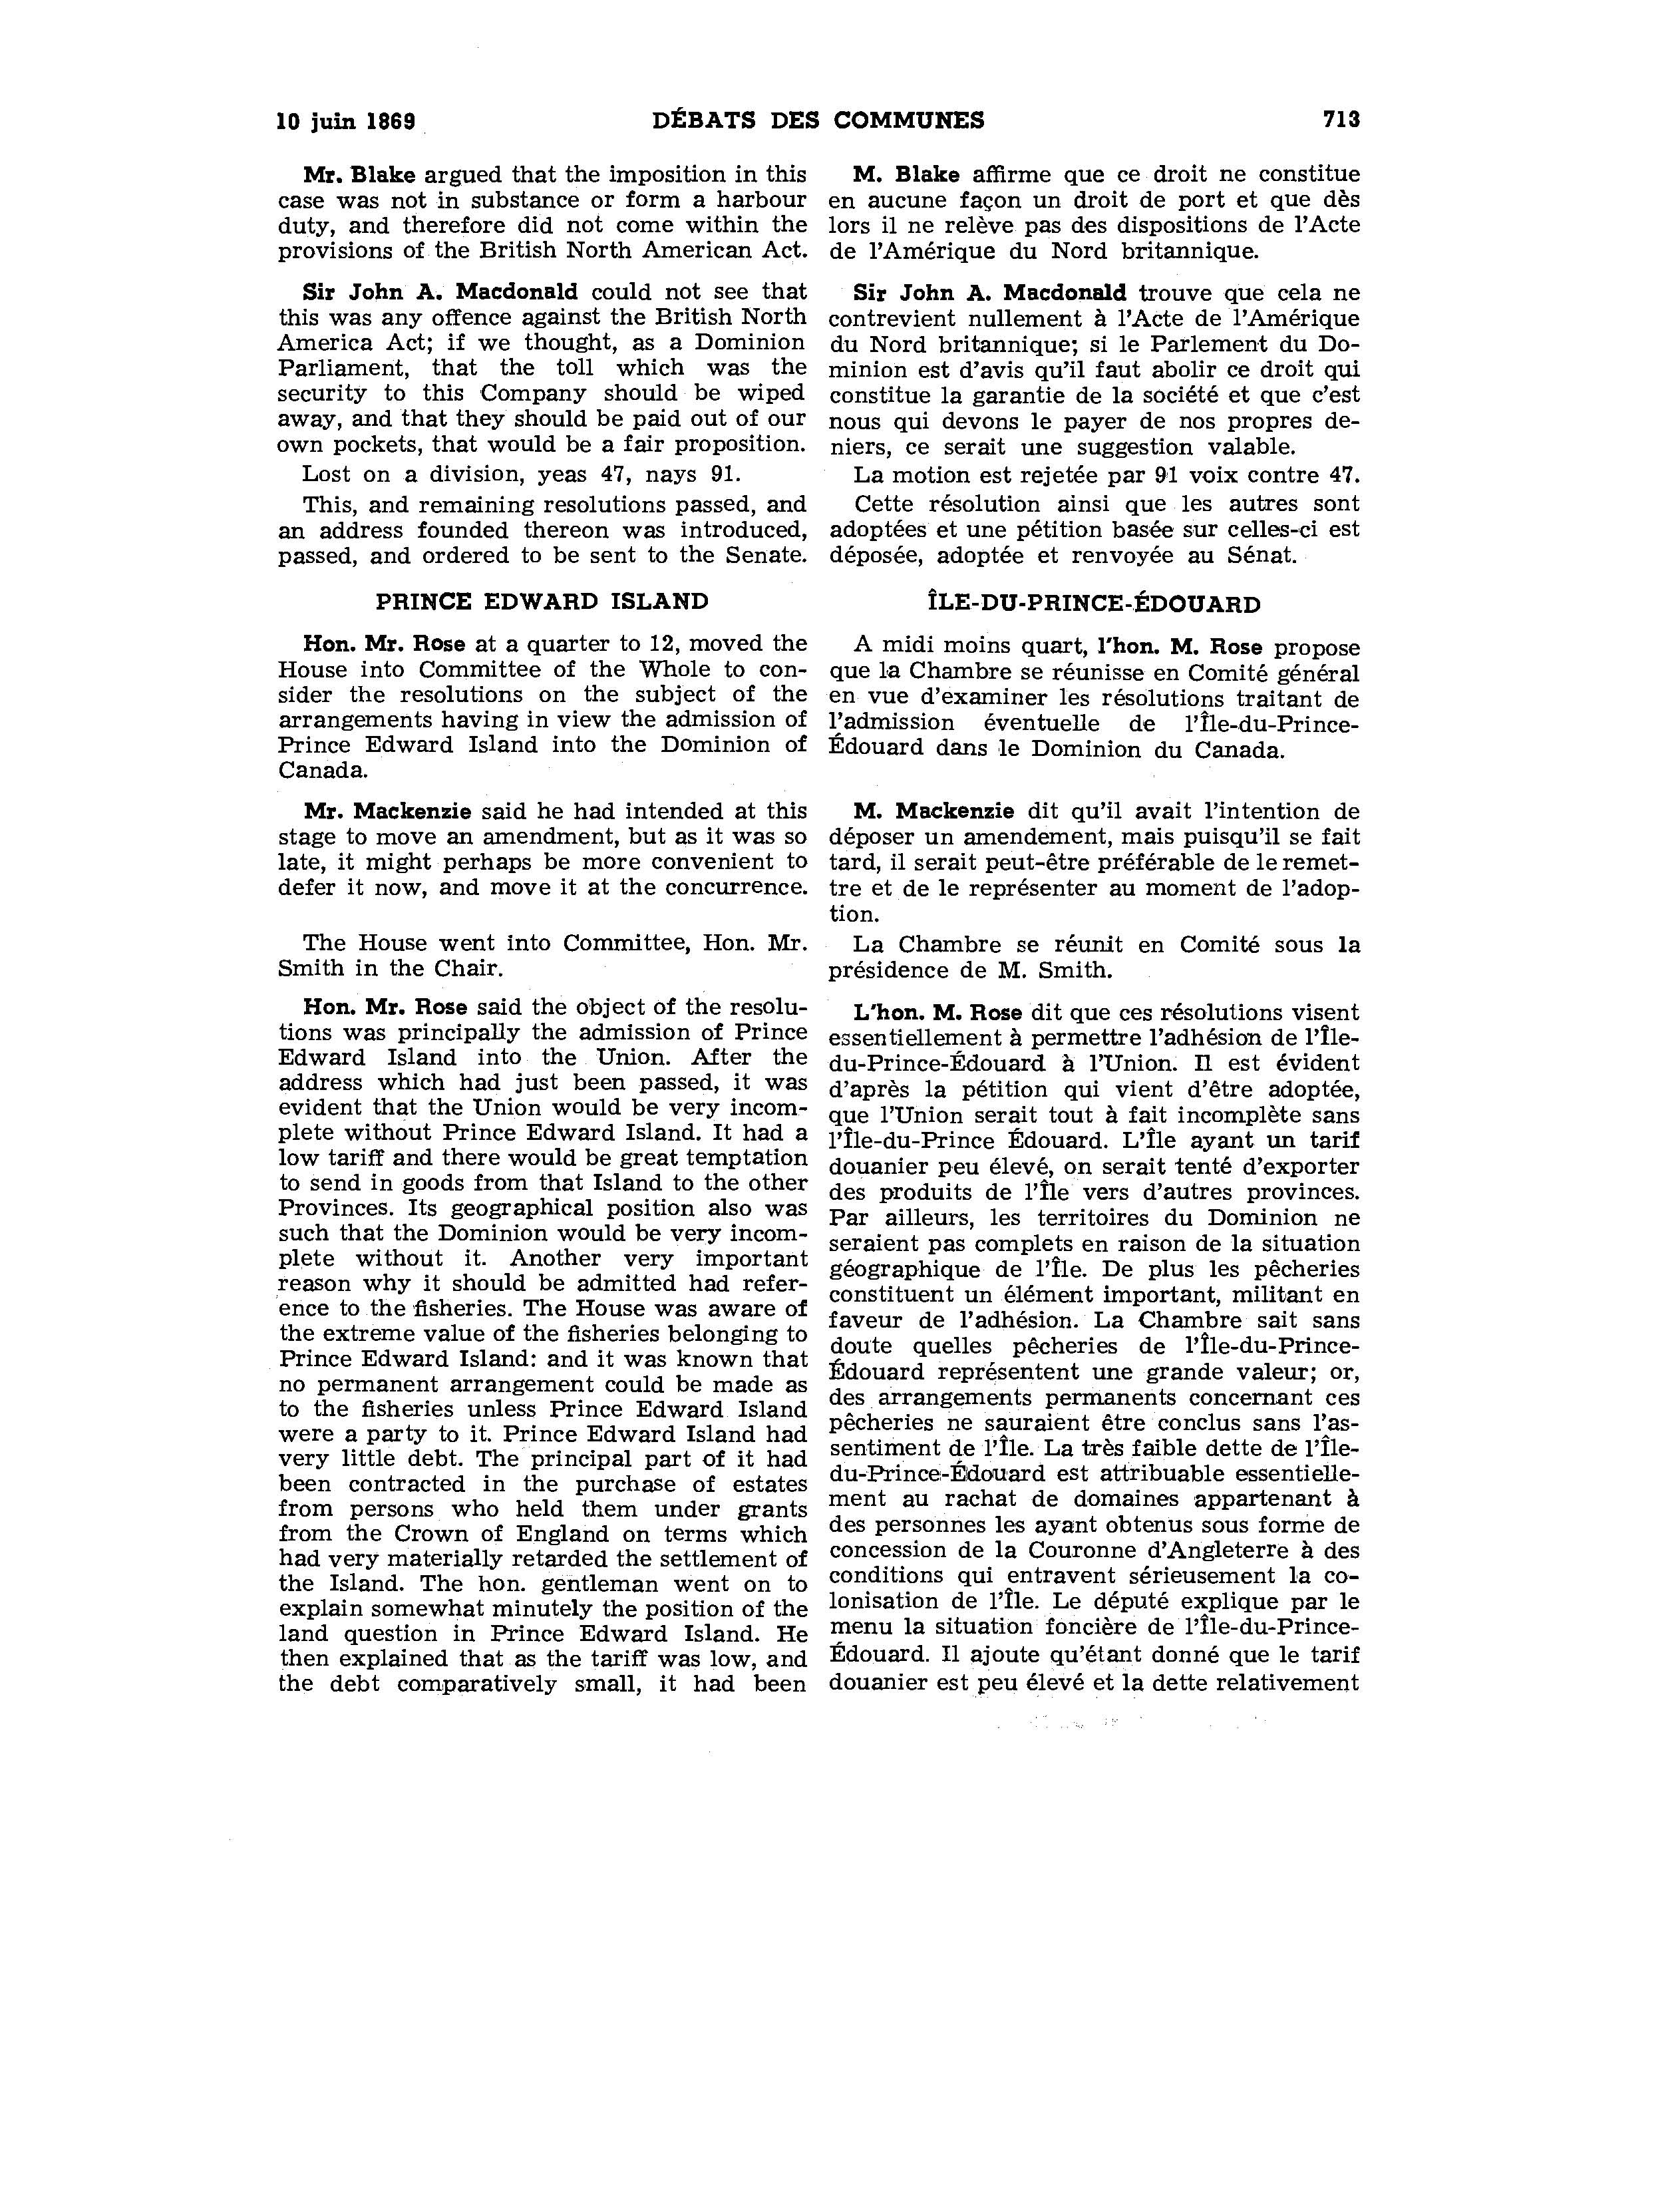 10 juin 1869
DÉBATS DES COMMUNES
713
Mr. Blake argued that the imposition in this
case was not in substance or form a harbour
duty, and therefore did not come within the
provisions of the British North American Act.
Sir John A. Macdonald could not see that
this was any offence against the British North
America Act; if we thought, as a Dominion
Parliament, that the toll which was the
security to this Company should be wiped
away, and that they should be paid out of our
own pockets, that would be a fair proposition.
Lost on a division, yeas 47, nays 91.
This, and remaining resolutions passed, and
an address founded thereon was introduced,
passed, and ordered to be sent to the Senate.
PRINCE EDWARD ISLAND
Hon. Mr. Rose at a quarter to 12, moved the
House into Committee of the Whole to con-
sider the resolutions on the subject of the
arrangements having in view the admission of
Prince Edward Island into the Dominion of
Canada.
Mr. Mackenzie said he had intended at this
stage to move an amendment, but as it was so
late, it might perhaps be more convenient to
defer it now, and move it at the concurrence.
The House went into Committee, Hon. Mr.
Smith in the Chair.
Hon. Mr. Rose said the object of the resolu-
tions was principally the admission of Prince
Edward Island into the Union. After the
address which had just been passed, it was
evident that the Union would be very incom-
plete without Prince Edward Island. It had a
low tariff and there would be great temptation
to send in goods from that Island to the other
Provinces. Its geographical position also was
such that the Dominion would be very incom-
plete without it. Another very important
reason why it should be admitted had refer-
ence to the fisheries. The House was aware of
the extreme value of the fisheries belonging to
Prince Edward Island: and it was known that
no permanent arrangement could be made as
to the fisheries unless Prince Edward Island
were a party to it. Prince Edward Island had
very little debt. The principal part of it had
been contracted in the purchase of estates
from persons who held them under grants
from the Crown of England on terms which
had very materially retarded the settlement of
the Island. The hon. gentleman went on to
explain somewhat minutely the position of the
land question in Prince Edward Island. He
then explained that as the tariff was low, and
the debt comparatively small, it had been
M. Blake affirme que ce droit ne constitue
en aucune façon un droit de port et que dès
lors il ne relève pas des dispositions de l'Acte
de l'Amérique du Nord britannique.
Sir John A. Macdonald trouve que cela ne
contrevient nullement à l'Acte de l'Amérique
du Nord britannique; si le Parlement du Do-
minion est d'avis qu'il faut abolir ce droit qui
constitue la garantie de la société et que c'est
nous qui devons le payer de nos propres de-
niers, ce serait une suggestion valable.
La motion est rejetée par 91 voix contre 47.
Cette résolution ainsi que les autres sont
adoptées et une pétition basée sur celles-ci est
déposée, adoptée et renvoyée au Sénat.
ÎLE-DU-PRINCE-ÉDOUARD
A midi moins quart, l'hon. M. Rose propose
que la Chambre se réunisse en Comité général
en vue d'examiner les résolutions traitant de
l'admission éventuelle de l'Île-du-Prince-
Édouard dans le Dominion du Canada.
M. Mackenzie dit qu'il avait l'intention de
déposer un amendement, mais puisqu'il se fait
tard, il serait peut-être préférable de le remet-
tre et de le représenter au moment de l'adop-
tion.
La Chambre se réunit en Comité sous la
présidence de M. Smith.
L'hon. M. Rose dit que ces résolutions visent
essentiellement à permettre l'adhésion de l'Île-
du-Prince-Édouard à l'Union. Il est évident
d'après la pétition qui vient d'être adoptée,
que l'Union serait tout à fait incomplète sans
l'Île-du-Prince Édouard. L'Île ayant un tarif
douanier peu élevé, on serait tenté d'exporter
des produits de l'Île vers d'autres provinces.
Par ailleurs, les territoires du Dominion ne
seraient pas complets en raison de la situation
géographique de l'Île. De plus les pêcheries
constituent un élément important, militant en
faveur de l'adhésion. La Chambre sait sans
doute quelles pêcheries de l'Île-du-Prince-
Édouard représentent une grande valeur; or,
des arrangements permanents concernant ces
pêcheries ne sauraient être conclus sans l'as-
sentiment de l'Île. La très faible dette de l'Île-
du-Prince-Édouard est attribuable essentielle-
ment au rachat de domaines appartenant à
des personnes les ayant obtenus sous forme de
concession de la Couronne d'Angleterre à des
conditions qui entravent sérieusement la co-
lonisation de l'Île. Le député explique par le
menu la situation foncière de l'Île-du-Prince-
Édouard. Il ajoute qu'étant donné que le tarif
douanier est peu élevé et la dette relativement